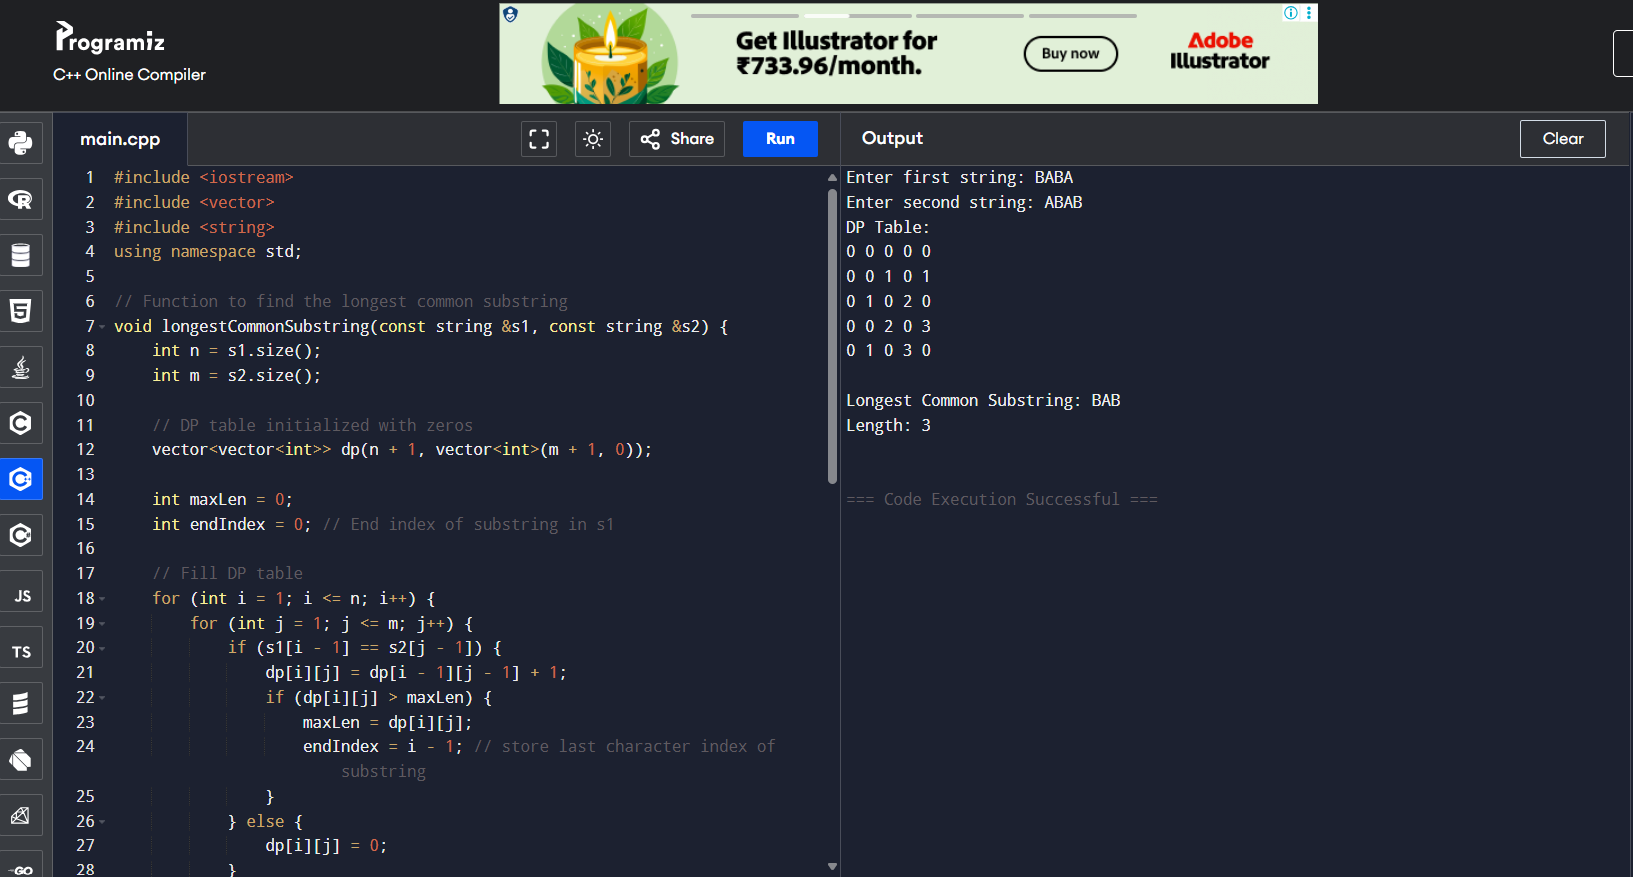 Programiz
C++ Online Compiler
Get Illustrator for
₹733.96/month.
Buy now
Adobe
Illustrator
main.cpp
Share
Run
Output
Clear
JS
TS
GO
1 #include <iostream>
2 #include <vector>
3 #include <string>
4 using namespace std;
5
6 // Function to find the longest common substring
7 void longestCommonSubstring(const string &s1, const string &s2) {
8 int n = s1.size();
9 int m = s2.size();
10
11 // DP table initialized with zeros
12 vector<vector<int>> dp(n + 1, vector<int>(m + 1, 0));
13
14 int maxLen = 0;
15 int endIndex = 0; // End index of substring in s1
16
17 // Fill DP table
18 for (int i = 1; i <= n; i++) {
19 for (int j = 1; j <= m; j++) {
20 if (s1[i - 1] == s2[j - 1]) {
21 dp[i][j] = dp[i - 1][j - 1] + 1;
22 if (dp[i][j] > maxLen) {
23 maxLen = dp[i][j];
24 endIndex = i - 1; // store last character index of
substring
25 }
26 } else {
27 dp[i][j] = 0;
28 }
Enter first string: BABA
Enter second string: ABAB
DP Table:
0 0 0 0 0
0 0 1 0 1
0 1 0 2 0
0 0 2 0 3
0 1 0 3 0
Longest Common Substring: BAB
Length: 3
=== Code Execution Successful ===